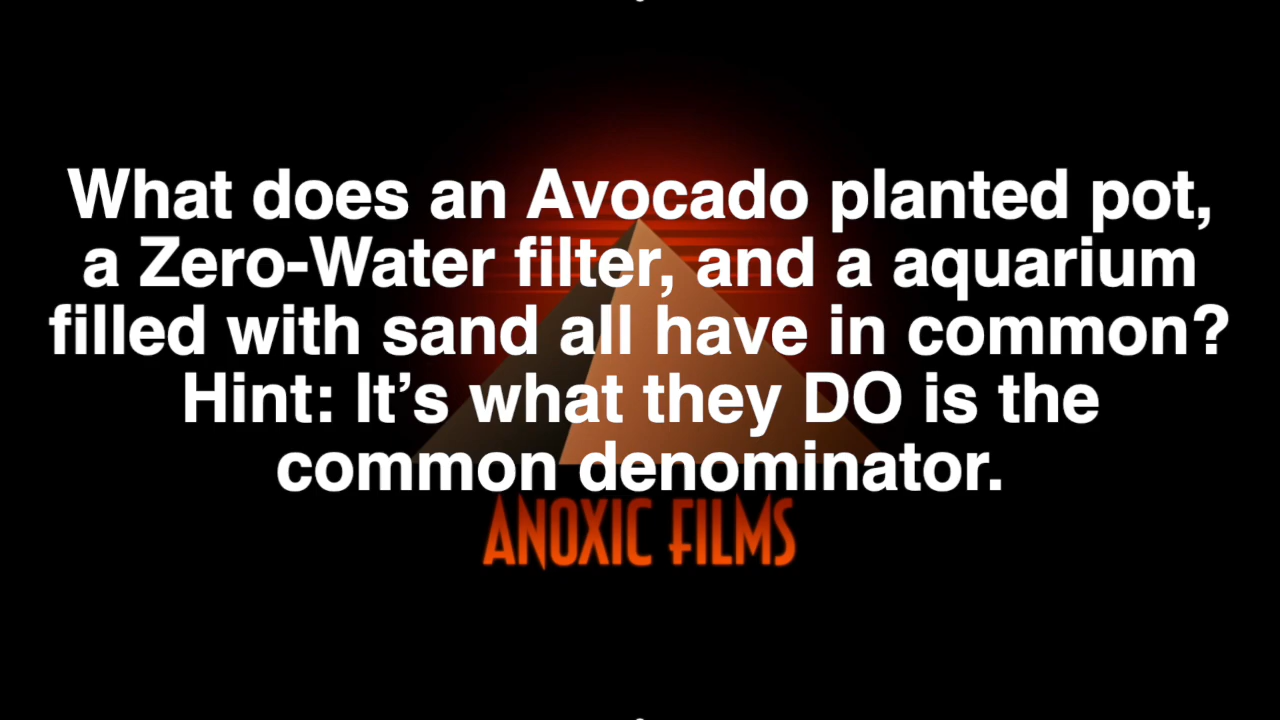 What does an Avocado planted pot,
a Zero-Water filter, and a aquarium
filled with sand all have in common?
Hint: It’s what they DO is the
common denominator.
ANOXIC FILMS